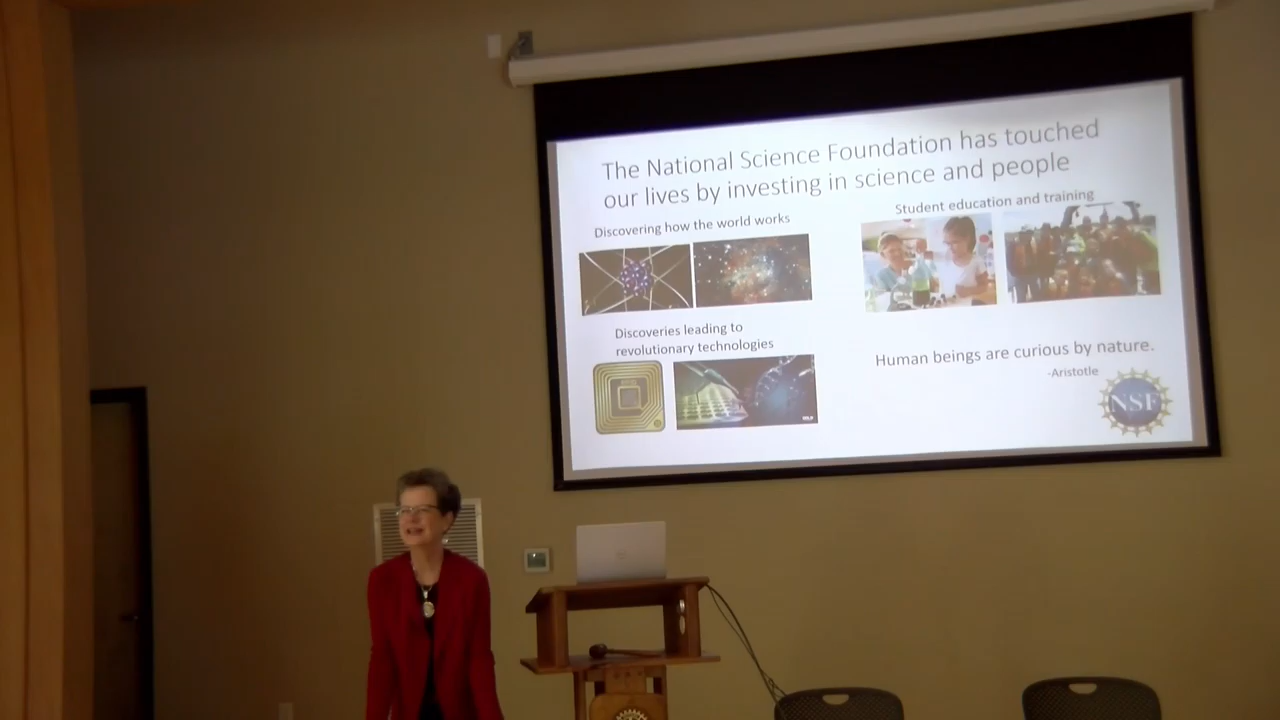 The National Science Foundation has touched
our lives by investing in science and people
Discovering how the world works
Student education and training
Discoveries leading to
revolutionary technologies
Human beings are curious by nature.
-Aristotle
NSF